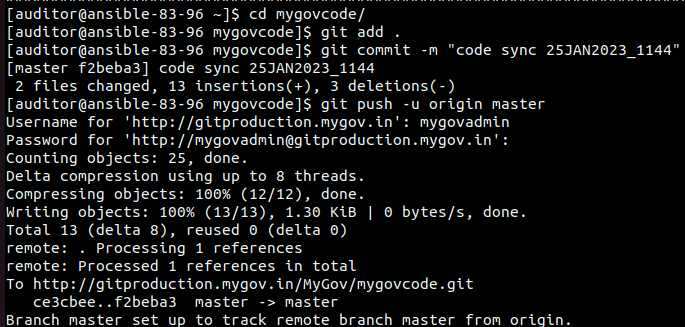 [auditor@ansible-83-96 ~]$ cd mygovcode/
[auditor@ansible-83-96 mygovcode]$ git add .
[auditor@ansible-83-96 mygovcode]$ git commit -m "code sync 25JAN2023_1144"
[master f2beba3] code sync 25JAN2023_1144
 2 files changed, 13 insertions(+), 3 deletions(-)
[auditor@ansible-83-96 mygovcode]$ git push -u origin master
Username for 'http://gitproduction.mygov.in': mygovadmin
Password for 'http://mygovadmin@gitproduction.mygov.in':
Counting objects: 25, done.
Delta compression using up to 8 threads.
Compressing objects: 100% (12/12), done.
Writing objects: 100% (13/13), 1.30 KiB | 0 bytes/s, done.
Total 13 (delta 8), reused 0 (delta 0)
remote: . Processing 1 references
remote: Processed 1 references in total
To http://gitproduction.mygov.in/MyGov/mygovcode.git
   ce3cbee..f2beba3  master -> master
Branch master set up to track remote branch master from origin.